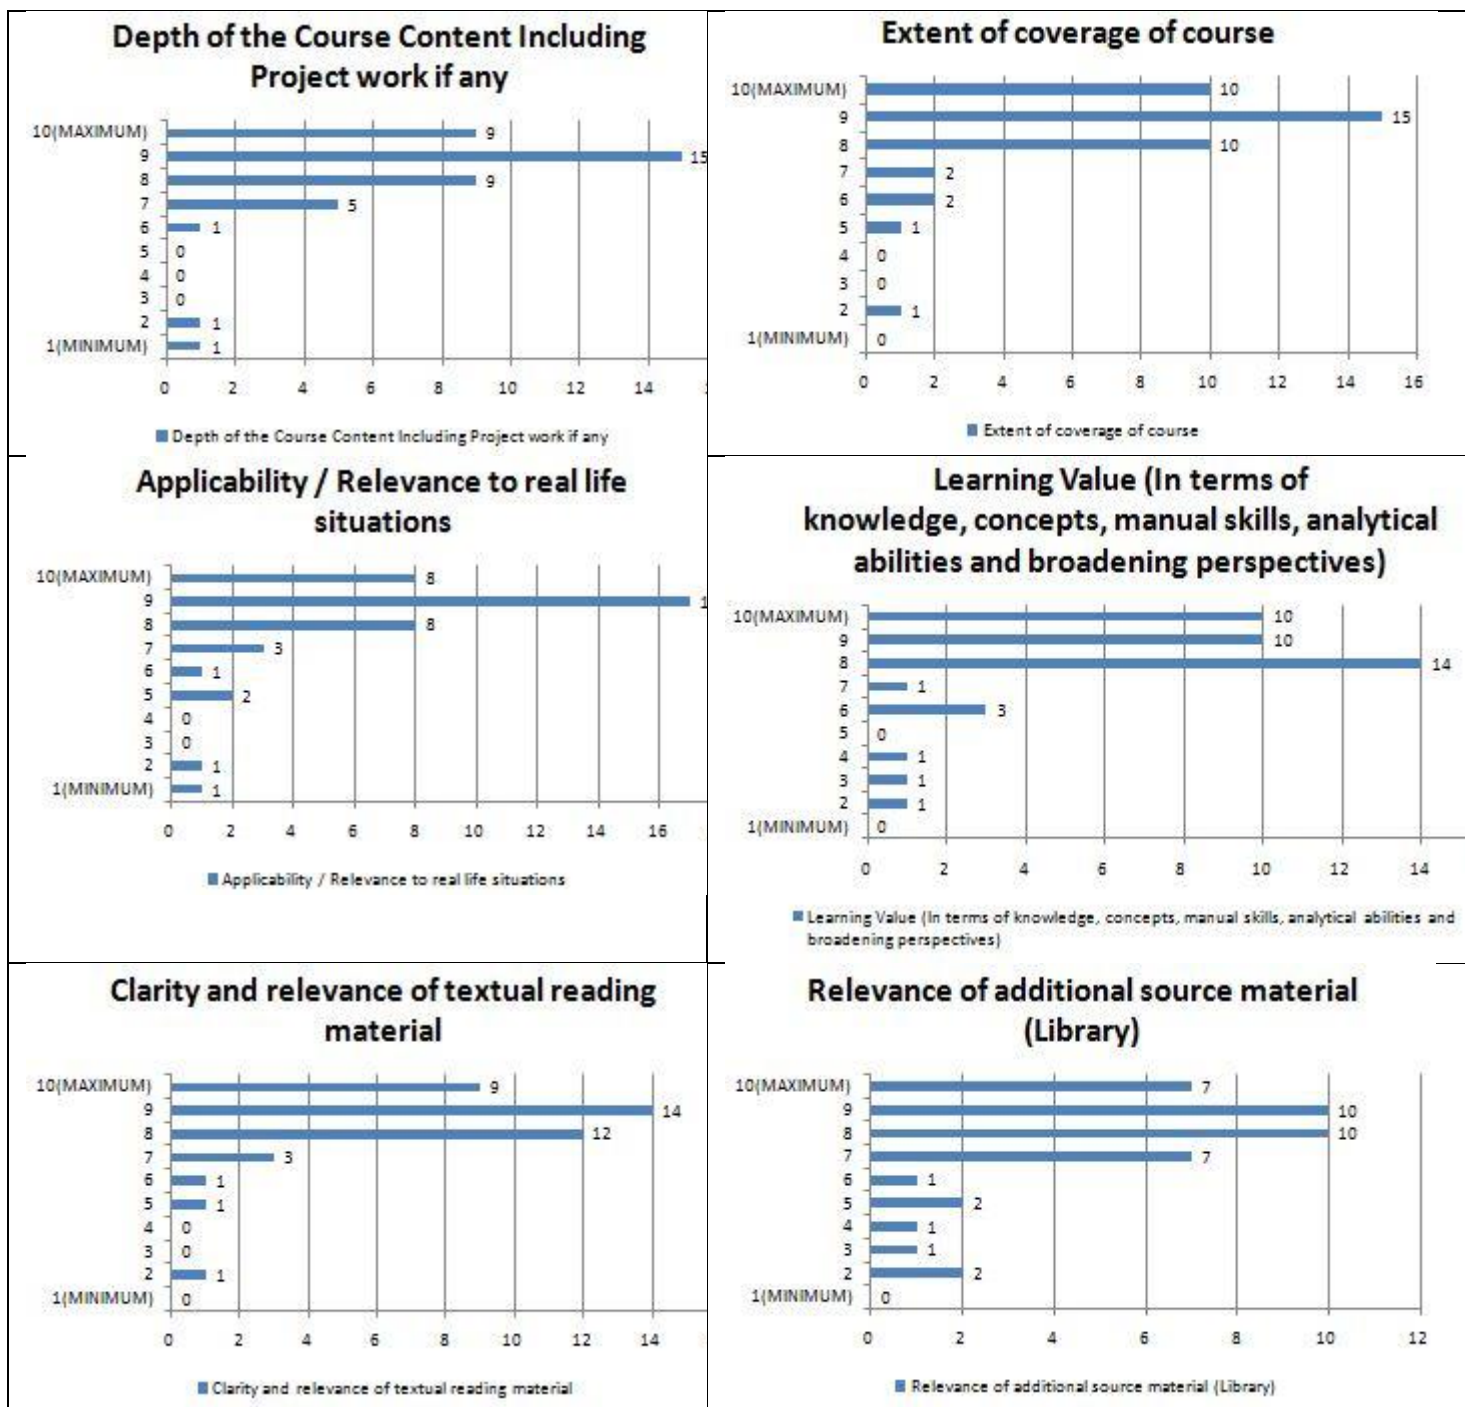 Depth of the Course Content Including
Project work if any
10(MAXIMUM) 9
9 15
8 9
7 5
6 1
5 0
4 0
3 0
2 1
1(MINIMUM) 1
0 2 4 6 8 10 12 14
Depth of the Course Content Including Project work if any
Extent of coverage of course
10(MAXIMUM) 10
9 15
8 10
7 2
6 2
5 1
4 0
3 0
2 1
1(MINIMUM) 0
0 2 4 6 8 10 12 14 16
Extent of coverage of course
Applicability / Relevance to real life
situations
10(MAXIMUM) 8
9 1
8 8
7 3
6 1
5 2
4 0
3 0
2 1
1(MINIMUM) 1
0 2 4 6 8 10 12 14 16
Applicability / Relevance to real life situations
Learning Value (In terms of
knowledge, concepts, manual skills, analytical
abilities and broadening perspectives)
10(MAXIMUM) 10
9 10
8 14
7 1
6 3
5 0
4 1
3 1
2 1
1(MINIMUM) 0
0 2 4 6 8 10 12 14
Learning Value (In terms of knowledge, concepts, manual skills, analytical abilities and
broadening perspectives)
Clarity and relevance of textual reading
material
10(MAXIMUM) 9
9 14
8 12
7 3
6 1
5 1
4 0
3 0
2 1
1(MINIMUM) 0
0 2 4 6 8 10 12 14
Clarity and relevance of textual reading material
Relevance of additional source material
(Library)
10(MAXIMUM) 7
9 10
8 10
7 7
6 1
5 2
4 1
3 1
2 2
1(MINIMUM) 0
0 2 4 6 8 10 12
Relevance of additional source material (Library)